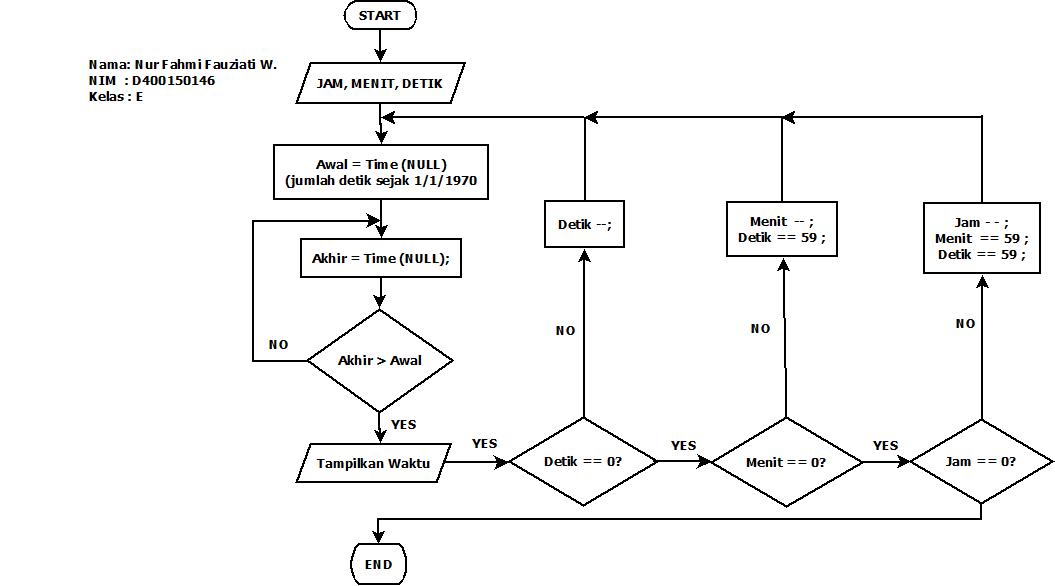 START
Nama: Nur Fahmi Fauziati W.
NIM : D400150146
Kelas : E
JAM, MENIT, DETIK
Awal = Time (NULL)
(jumlah detik sejak 1/1/1970
Detik --;
Menit -- ;
Detik == 59 ;
Jam - - ;
Menit == 59 ;
Detik == 59 ;
Akhir = Time (NULL);
NO
NO
NO
NO
Akhir > Awal
YES
YES
YES
YES
Tampilkan Waktu
Detik == 0?
Menit == 0?
Jam == 0?
END